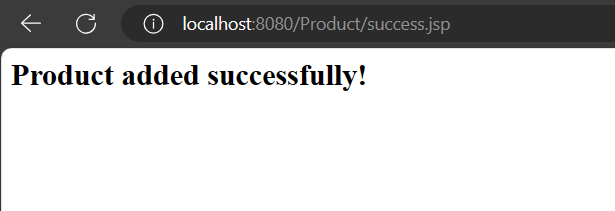 localhost:8080/Product/success.jsp
Product added successfully!